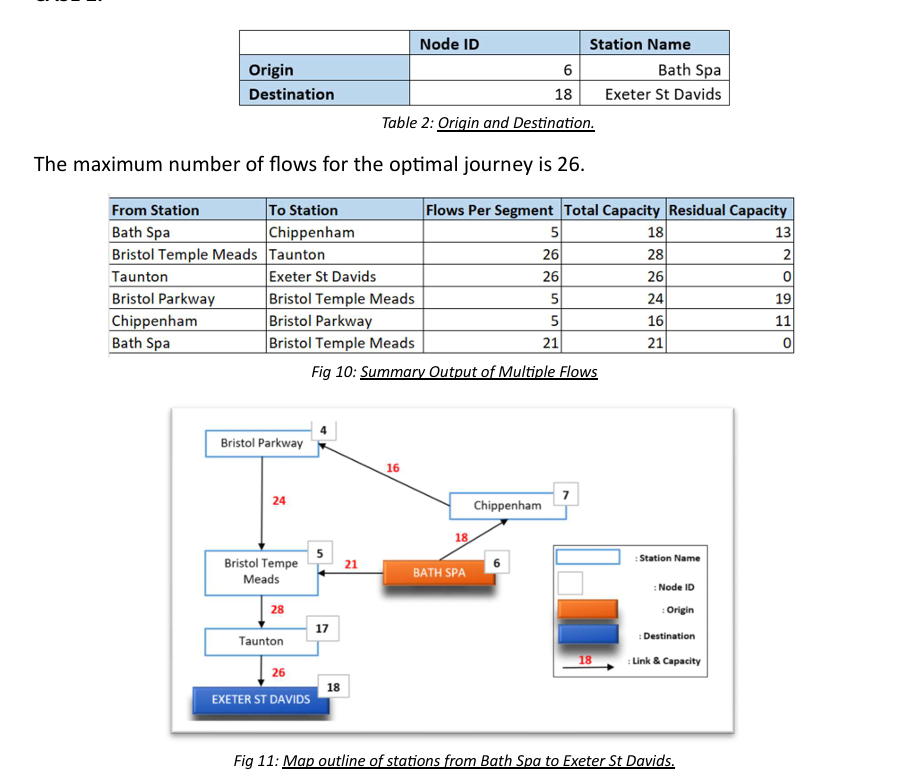 Node ID Station Name
Origin 6 Bath Spa
Destination 18 Exeter St Davids
Table 2: Origin and Destination.
The maximum number of flows for the optimal journey is 26.
From Station To Station Flows Per Segment Total Capacity Residual Capacity
Bath Spa Chippenham 5 18 13
Bristol Temple Meads Taunton 26 28 2
Taunton Exeter St Davids 26 26 0
Bristol Parkway Bristol Temple Meads 5 24 19
Chippenham Bristol Parkway 5 16 11
Bath Spa Bristol Temple Meads 21 21 0
Fig 10: Summary Output of Multiple Flows
4
Bristol Parkway
16
7
Chippenham
24
18
5
Bristol Tempe
Meads
21
6
BATH SPA
28
17
Taunton
26
18
EXETER ST DAVIDS
: Station Name
: Node ID
: Origin
: Destination
18 : Link & Capacity
Fig 11: Map outline of stations from Bath Spa to Exeter St Davids.